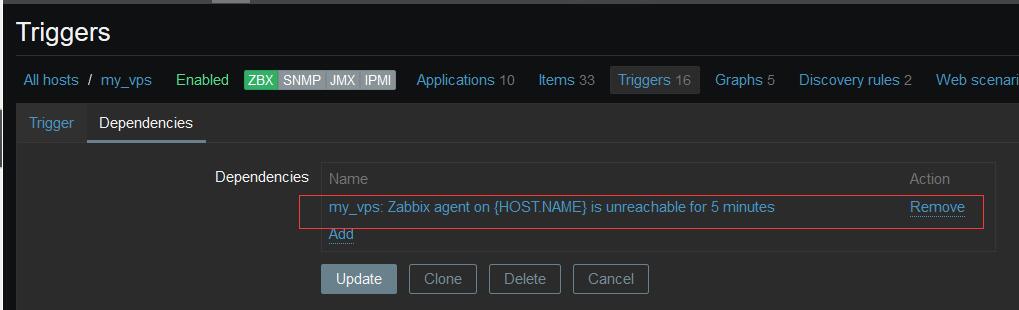 Triggers
All hosts / my_vps Enabled ZBX SNMP JMX IPMI Applications 10 Items 33 Triggers 16 Graphs 5 Discovery rules 2 Web scenari
Trigger Dependencies
Dependencies Name Action
my_vps: Zabbix agent on {HOST.NAME} is unreachable for 5 minutes Remove
Add
Update Clone Delete Cancel